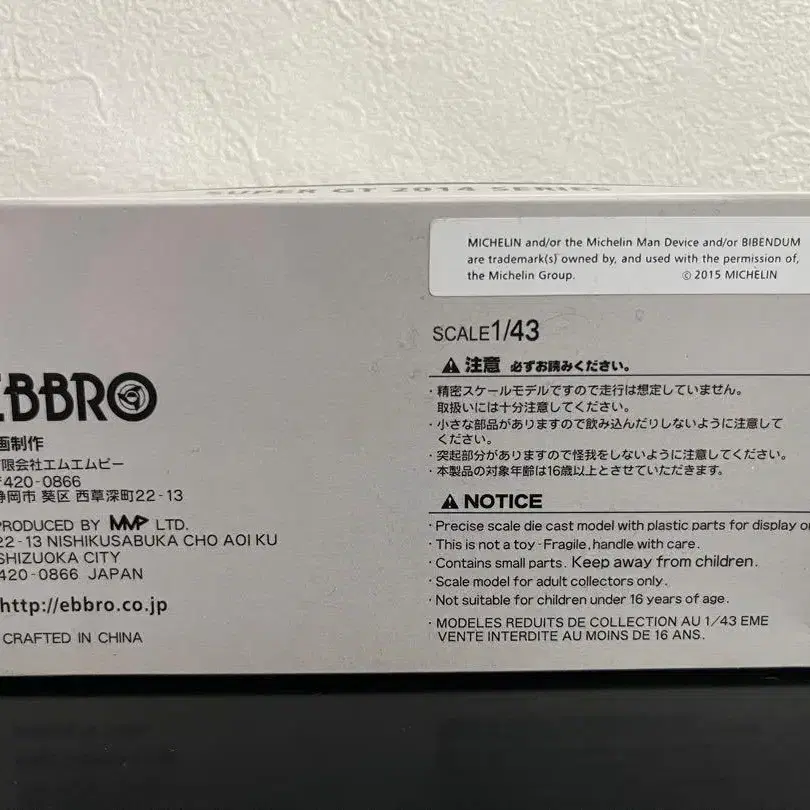 SUPER GT 2014 SERIES
MICHELIN and/or the Michelin Man Device and/or BIBENDUM
are trademark(s) owned by, and used with the permission of,
the Michelin Group. © 2015 MICHELIN
SCALE1/43
注意 必ずお読みください。
・精密スケールモデルですので走行は想定していません。
取扱いには十分注意してください。
・小さな部品がありますので飲み込んだりしないように注意して
ください。
・突起部分がありますので怪我をしないように注意してください。
・本製品の対象年齢は16歳以上とさせていただきます。
NOTICE
・Precise scale die cast model with plastic parts for display
・This is not a toy-Fragile, handle with care.
・Contains small parts. Keep away from children.
・Scale model for adult collectors only.
・Not suitable for children under 16 years of age.
・MODELES REDUITS DE COLLECTION AU 1/43 EME
VENTE INTERDITE AU MOINS DE 16 ANS.
EBBRO
画制作
限会社エムエムピー
〒420-0866
静岡市 葵区 西草深町22-13
PRODUCED BY MMP LTD.
22-13 NISHIKUSABUKA CHO AOI KU
SHIZUOKA CITY
420-0866 JAPAN
http://ebbro.co.jp
CRAFTED IN CHINA